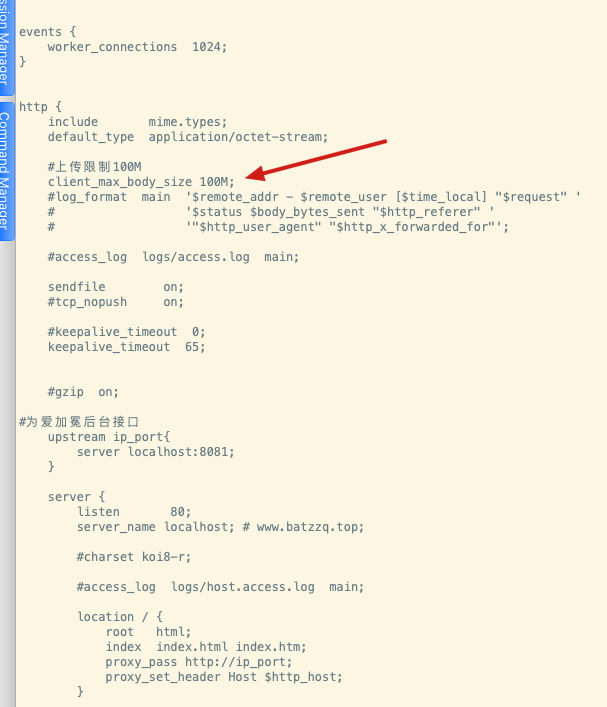 ssion Manager
Command Manager
events {
    worker_connections  1024;
}
http {
    include       mime.types;
    default_type  application/octet-stream;
    #上传限制100M
    client_max_body_size 100M;
    #log_format  main  '$remote_addr - $remote_user [$time_local] "$request" '
    #                  '$status $body_bytes_sent "$http_referer" '
    #                  '"$http_user_agent" "$http_x_forwarded_for"';
    #access_log  logs/access.log  main;
    sendfile        on;
    #tcp_nopush     on;
    #keepalive_timeout  0;
    keepalive_timeout  65;
    #gzip  on;
#为爱加冕后台接口
    upstream ip_port{
        server localhost:8081;
    }
    server {
        listen       80;
        server_name localhost; # www.batzzq.top;
        #charset koi8-r;
        #access_log  logs/host.access.log  main;
        location / {
            root   html;
            index  index.html index.htm;
            proxy_pass http://ip_port;
            proxy_set_header Host $http_host;
        }